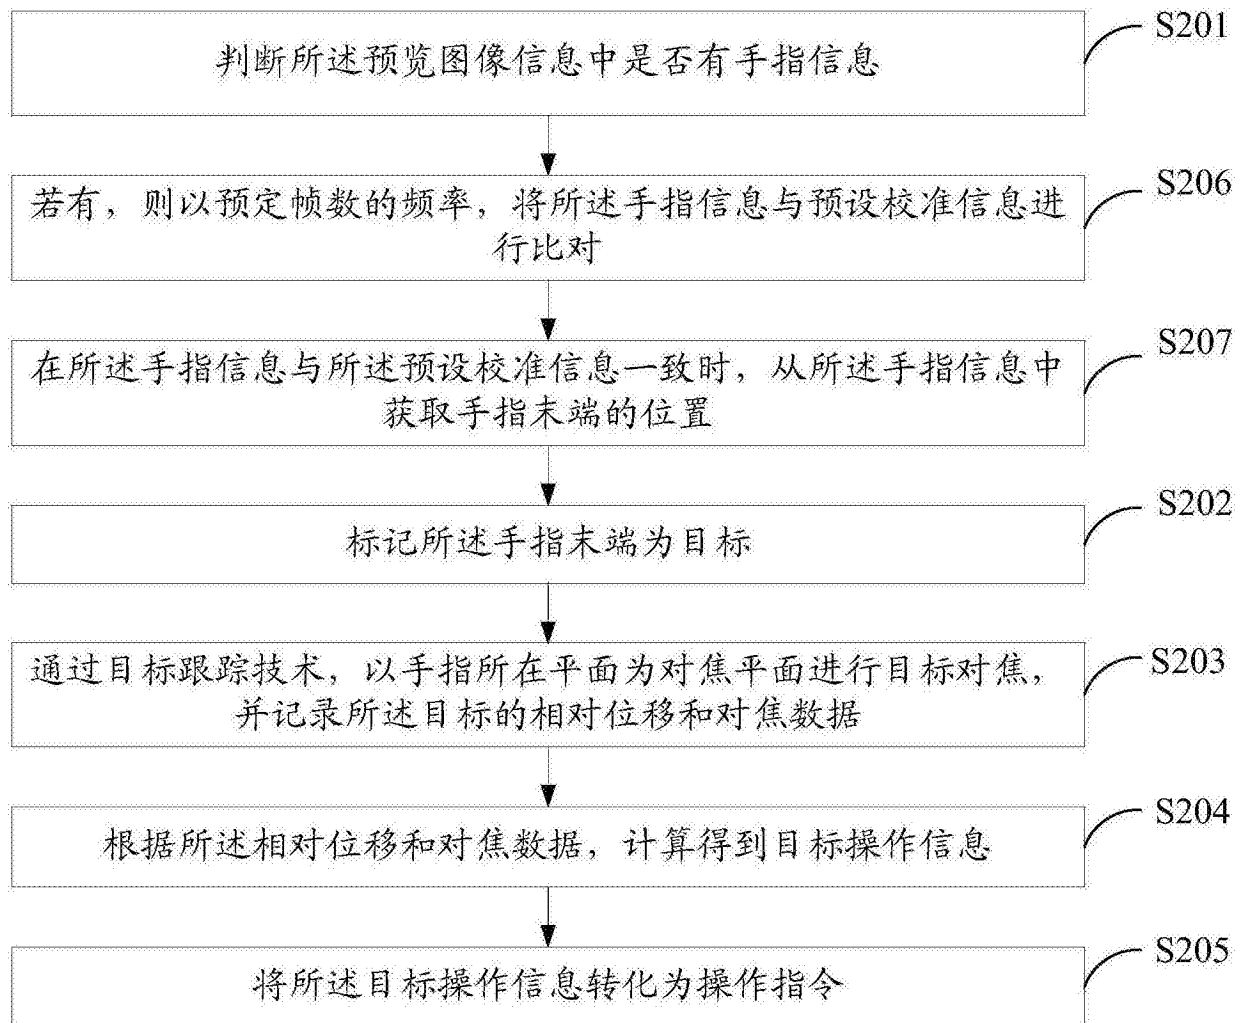 S201
判断所述预览图像信息中是否有手指信息
S206
若有，则以预定帧数的频率，将所述手指信息与预设校准信息进
行比对
S207
在所述手指信息与所述预设校准信息一致时，从所述手指信息中
获取手指末端的位置
S202
标记所述手指末端为目标
S203
通过目标跟踪技术，以手指所在平面为对焦平面进行目标对焦，
并记录所述目标的相对位移和对焦数据
S204
根据所述相对位移和对焦数据，计算得到目标操作信息
S205
将所述目标操作信息转化为操作指令